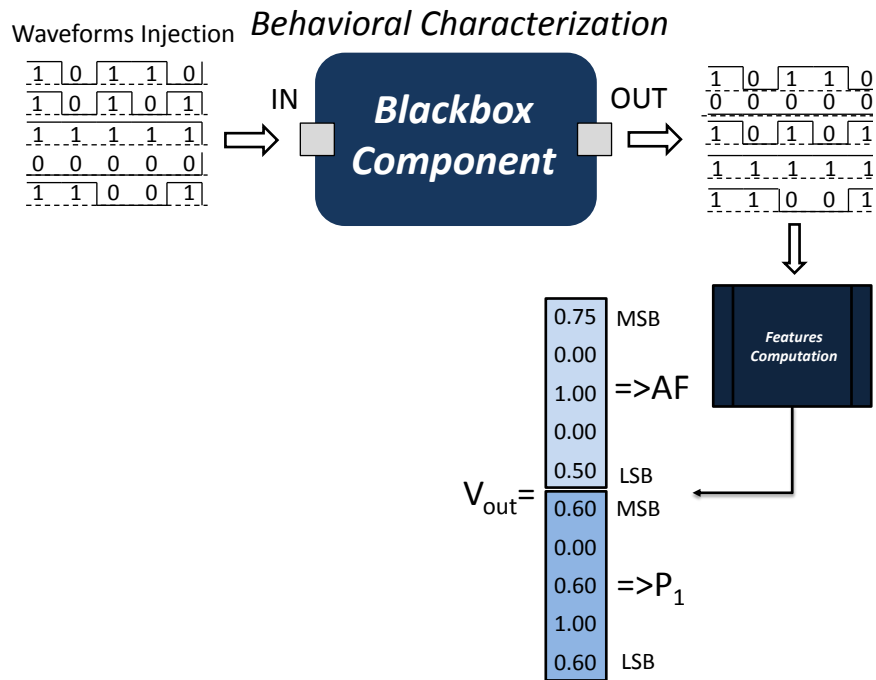 Behavioral Characterization
Waveforms Injection
1 0 1 1 0
1 0 1 0 1
1 1 1 1 1
0 0 0 0 0
1 1 0 0 1
IN
Blackbox
Component
OUT
1 0 1 1 0
0 0 0 0 0
1 0 1 0 1
1 1 1 1 1
1 1 0 0 1
Features
Computation
0.75 MSB
0.00
1.00 =>AF
0.00
0.50 LSB
Vout=
0.60 MSB
0.00
0.60 =>P1
1.00
0.60 LSB